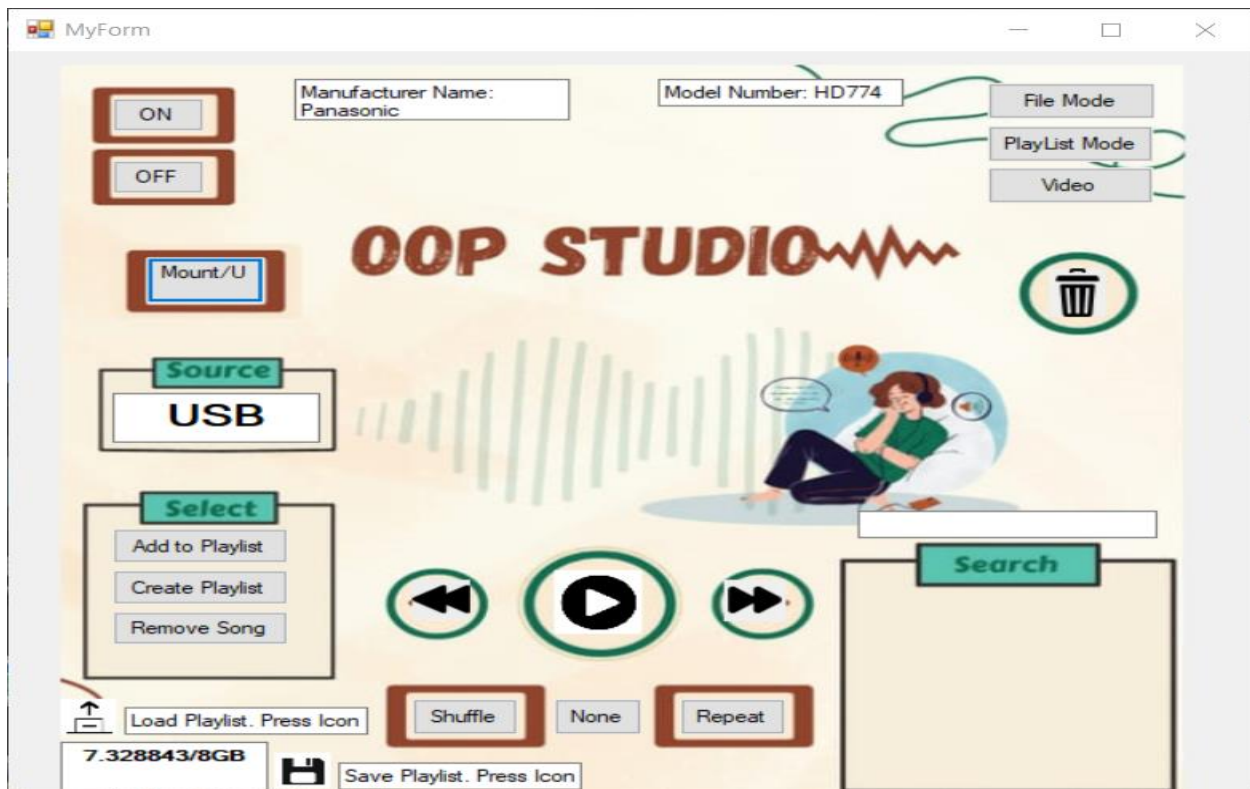 MyForm
ON
Manufacturer Name:
Panasonic
Model Number: HD774
File Mode
OFF
PlayList Mode
Video
OOP STUDIO
Mount/U
Source
USB
Select
Add to Playlist
Create Playlist
Remove Song
Search
Load Playlist. Press Icon
Shuffle
None
Repeat
7.328843/8GB
Save Playlist. Press Icon